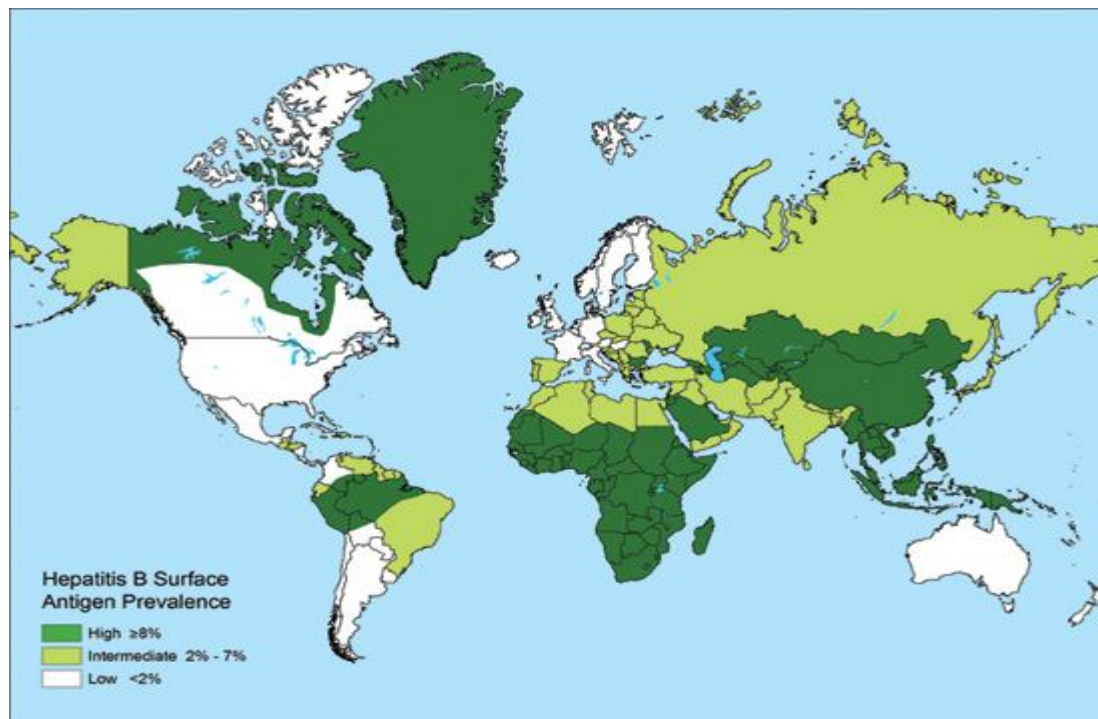 Hepatitis B Surface
Antigen Prevalence
High ≥8%
Intermediate 2% - 7%
Low <2%